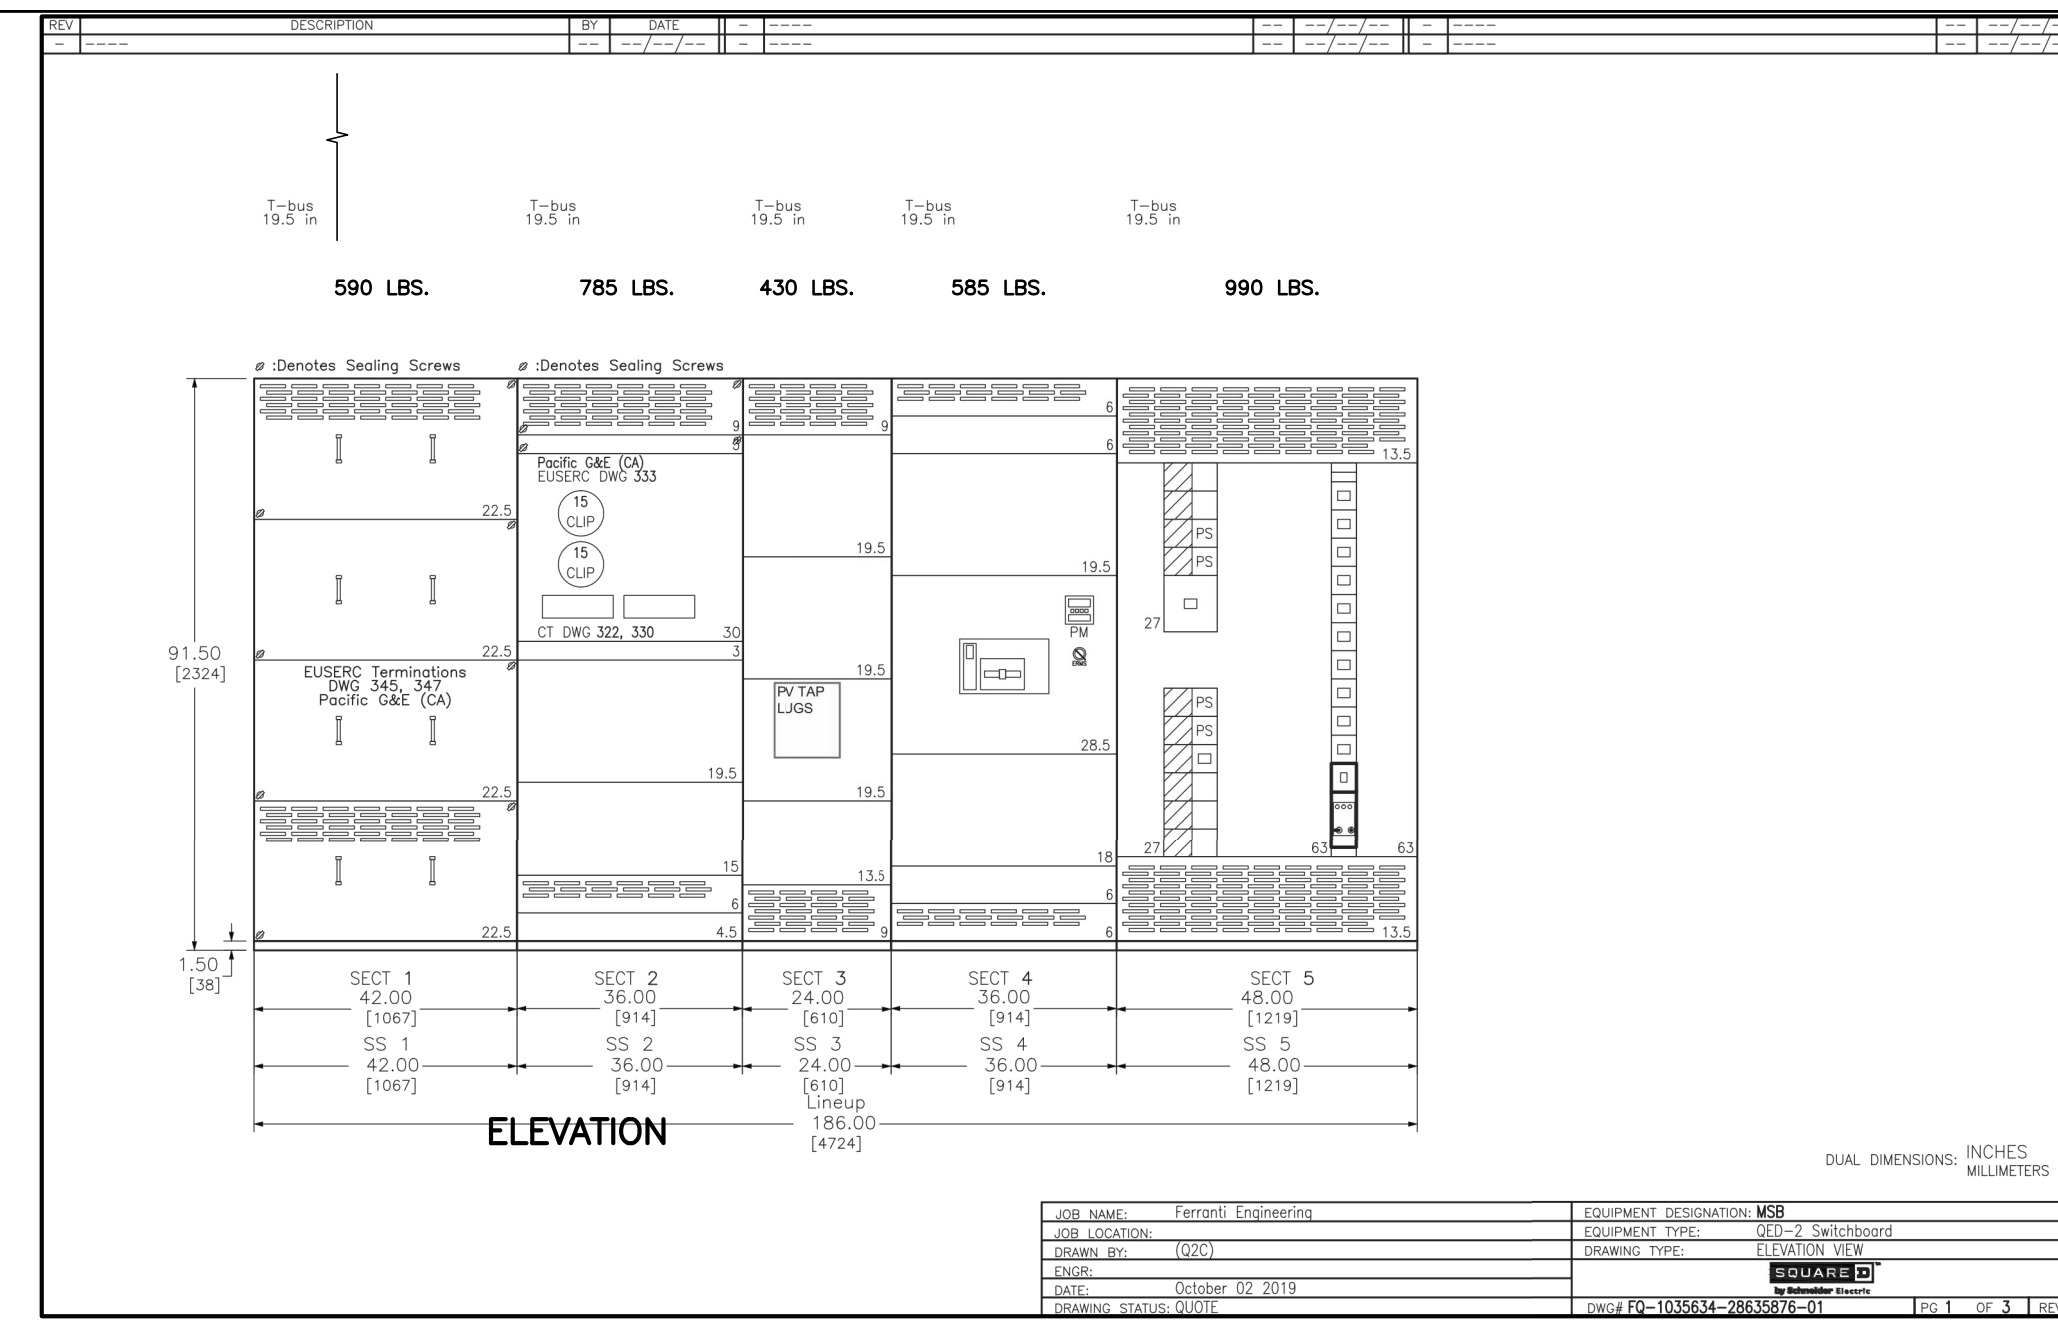 REV DESCRIPTION BY DATE - ---- -- --/--/-- - ---- -- --/--/-
- ---- -- --/--/-- - ---- -- --/--/-- - ---- -- --/--/-
T-bus
19.5 in
T-bus
19.5 in
T-bus
19.5 in
T-bus
19.5 in
T-bus
19.5 in
590 LBS. 785 LBS. 430 LBS. 585 LBS. 990 LBS.
:Denotes Sealing Screws
:Denotes Sealing Screws
22.5
22.5
EUSERC Terminations
DWG 345, 347
Pacific G&E (CA)
22.5
22.5
9
3
Pacific G&E (CA)
EUSERC DWG 333
15
CLIP
15
CLIP
CT DWG 322, 330
30
3
19.5
15
6
4.5
9
19.5
19.5
PV TAP
LUGS
19.5
13.5
9
6
6
19.5
PM
ERMS
28.5
18
6
6
13.5
PS
PS
27
PS
PS
27
63
63
13.5
91.50
[2324]
1.50
[38]
SECT 1
42.00
[1067]
SECT 2
36.00
[914]
SECT 3
24.00
[610]
SECT 4
36.00
[914]
SECT 5
48.00
[1219]
SS 1
42.00
[1067]
SS 2
36.00
[914]
SS 3
24.00
[610]
SS 4
36.00
[914]
SS 5
48.00
[1219]
Lineup
186.00
[4724]
ELEVATION
DUAL DIMENSIONS: INCHES
MILLIMETERS
JOB NAME: Ferranti Engineering
JOB LOCATION:
DRAWN BY: (Q2C)
ENGR:
DATE: October 02 2019
DRAWING STATUS: QUOTE
EQUIPMENT DESIGNATION: MSB
EQUIPMENT TYPE: QED-2 Switchboard
DRAWING TYPE: ELEVATION VIEW
SQUARE D
by Schneider Electric
DWG# FQ-1035634-28635876-01 PG 1 OF 3 REV